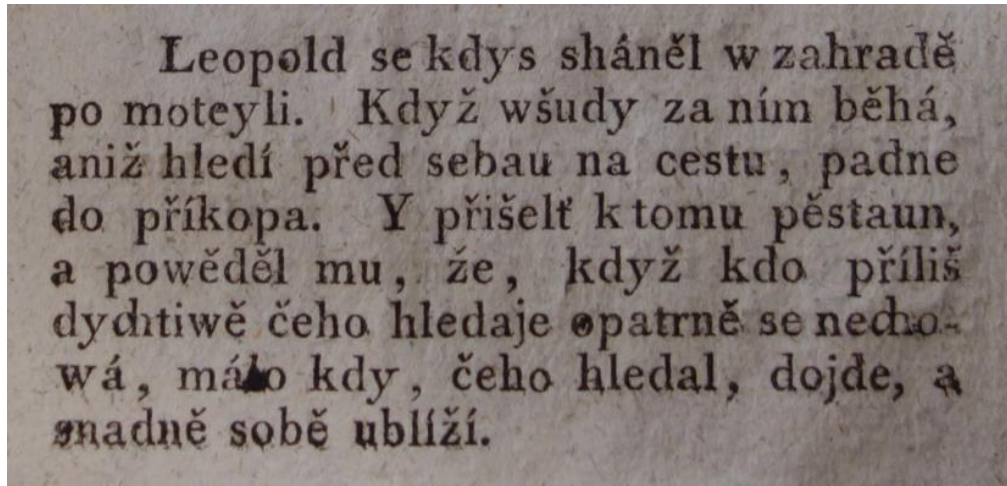 Leopold se kdys sháněl w zahradě
po moteyli. Když wšudy za ním běhá,
aniž hledí před sebau na cestu, padne
do příkopa. Y přišelť k tomu pěstaun,
a powěděl mu, že, když kdo příliš
dychtiwě čeho hledaje opatrně se necho-
wá, málo kdy, čeho hledal, dojde, a
snadně sobě ublíží.